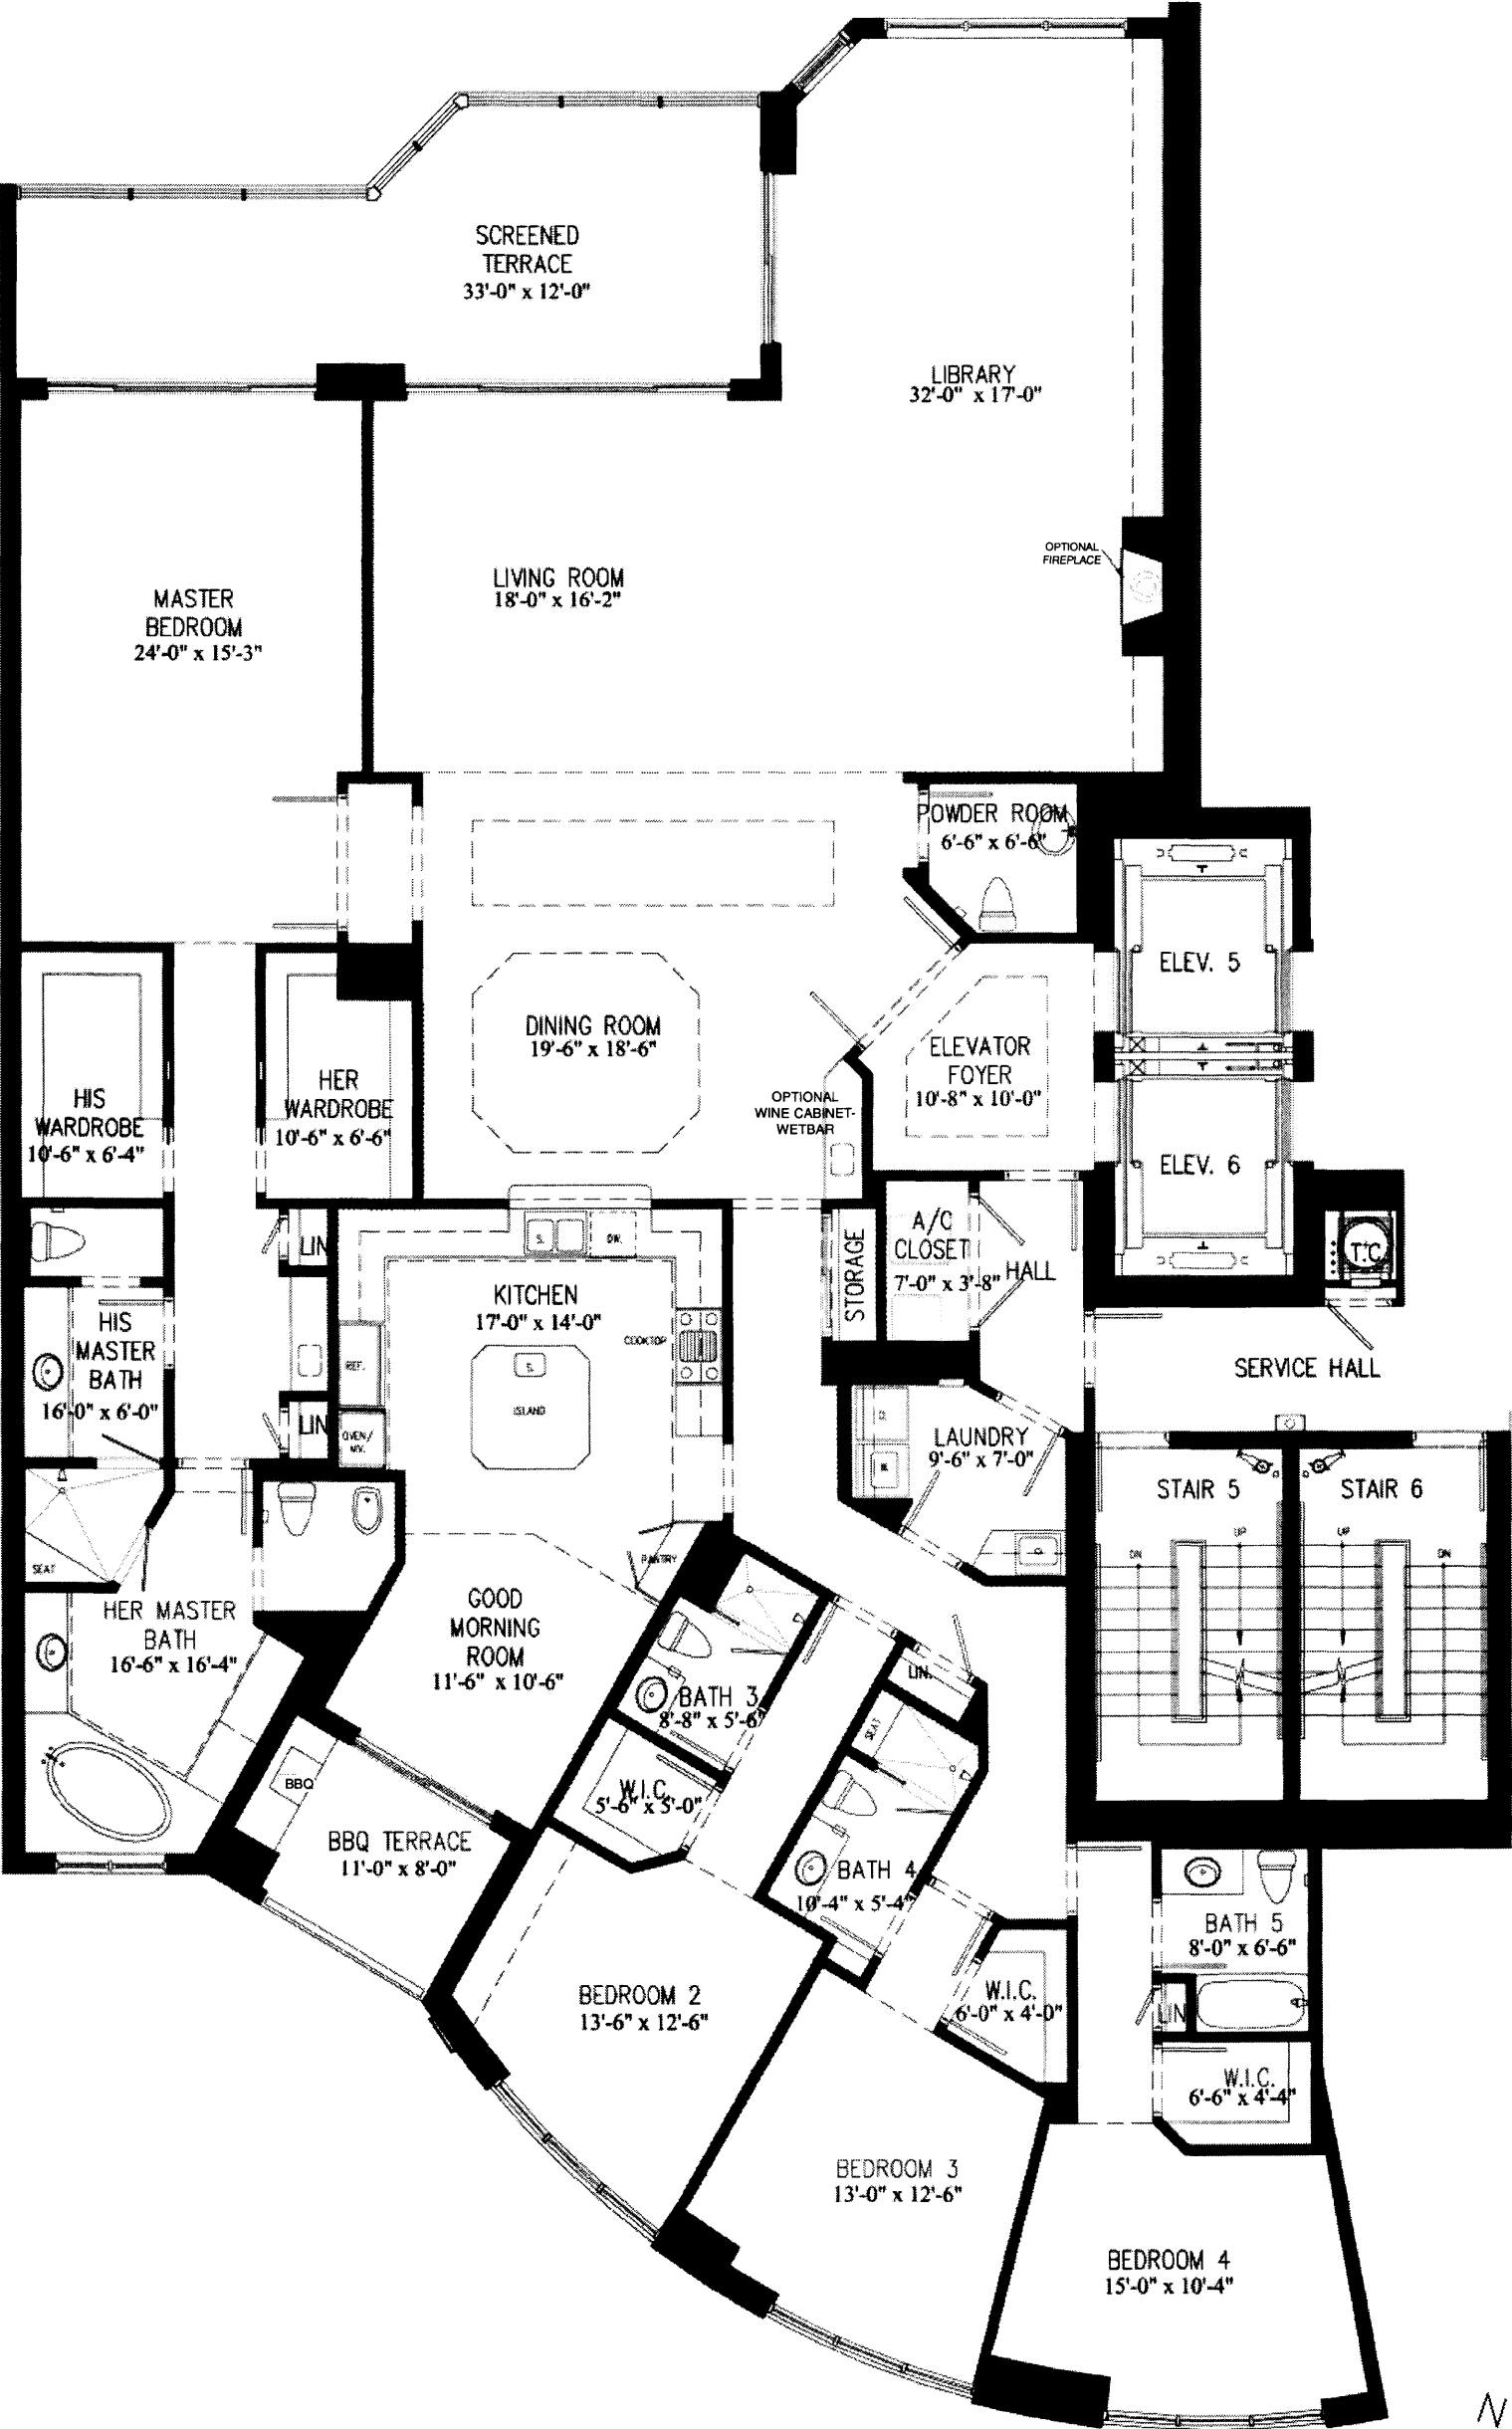 SCREENED
TERRACE
33'-0" x 12'-0"
LIBRARY
32'-0" x 17'-0"
OPTIONAL
FIREPLACE
LIVING ROOM
18'-0" x 16'-2"
MASTER
BEDROOM
24'-0" x 15'-3"
POWDER ROOM
6'-6" x 6'-6"
ELEV. 5
DINING ROOM
19'-6" x 18'-6"
ELEVATOR
FOYER
10'-8" x 10'-0"
HIS
WARDROBE
10'-6" x 6'-4"
HER
WARDROBE
10'-6" x 6'-6"
OPTIONAL
WINE CABINET-
WETBAR
ELEV. 6
LIN
S.
DW.
STORAGE
A/C
CLOSET
7'-0" x 3'-8"
HALL
T.C
KITCHEN
17'-0" x 14'-0"
COOKTOP
REF.
S.
ISLAND
OVEN/
MV.
HIS
MASTER
BATH
16'-0" x 6'-0"
LIN
SERVICE HALL
D.
W.
LAUNDRY
9'-6" x 7'-0"
STAIR 5
UP
DN
STAIR 6
UP
DN
SEAT
PANTRY
HER MASTER
BATH
16'-6" x 16'-4"
GOOD
MORNING
ROOM
11'-6" x 10'-6"
BATH 3
8'-8" x 5'-6"
LIN.
SEAT
BBQ
W.I.C.
5'-6" x 5'-0"
BBQ TERRACE
11'-0" x 8'-0"
BATH 4
10'-4" x 5'-4"
BATH 5
8'-0" x 6'-6"
BEDROOM 2
13'-6" x 12'-6"
W.I.C.
6'-0" x 4'-0"
LIN
W.I.C.
6'-6" x 4'-4"
BEDROOM 3
13'-0" x 12'-6"
BEDROOM 4
15'-0" x 10'-4"
N